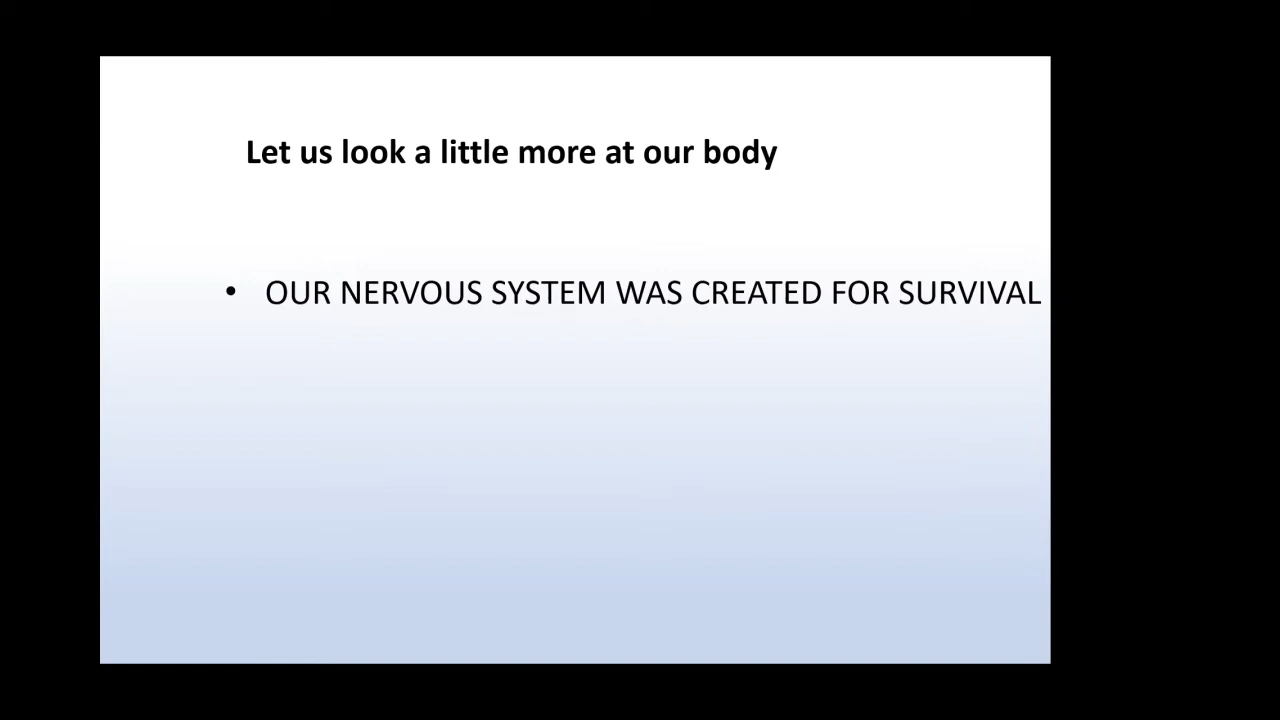 Let us look a little more at our body
• OUR NERVOUS SYSTEM WAS CREATED FOR SURVIVAL